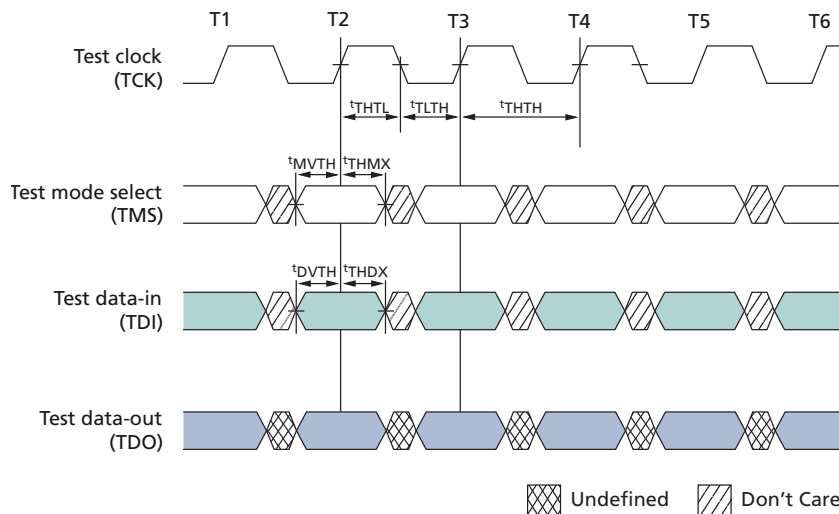 T1 T2 T3 T4 T5 T6
Test clock
(TCK)
tTHTL tTLTH tTHTH
tMVTH tTHMX
Test mode select
(TMS)
tDVTH tTHDX
Test data-in
(TDI)
Test data-out
(TDO)
Undefined Don't Care